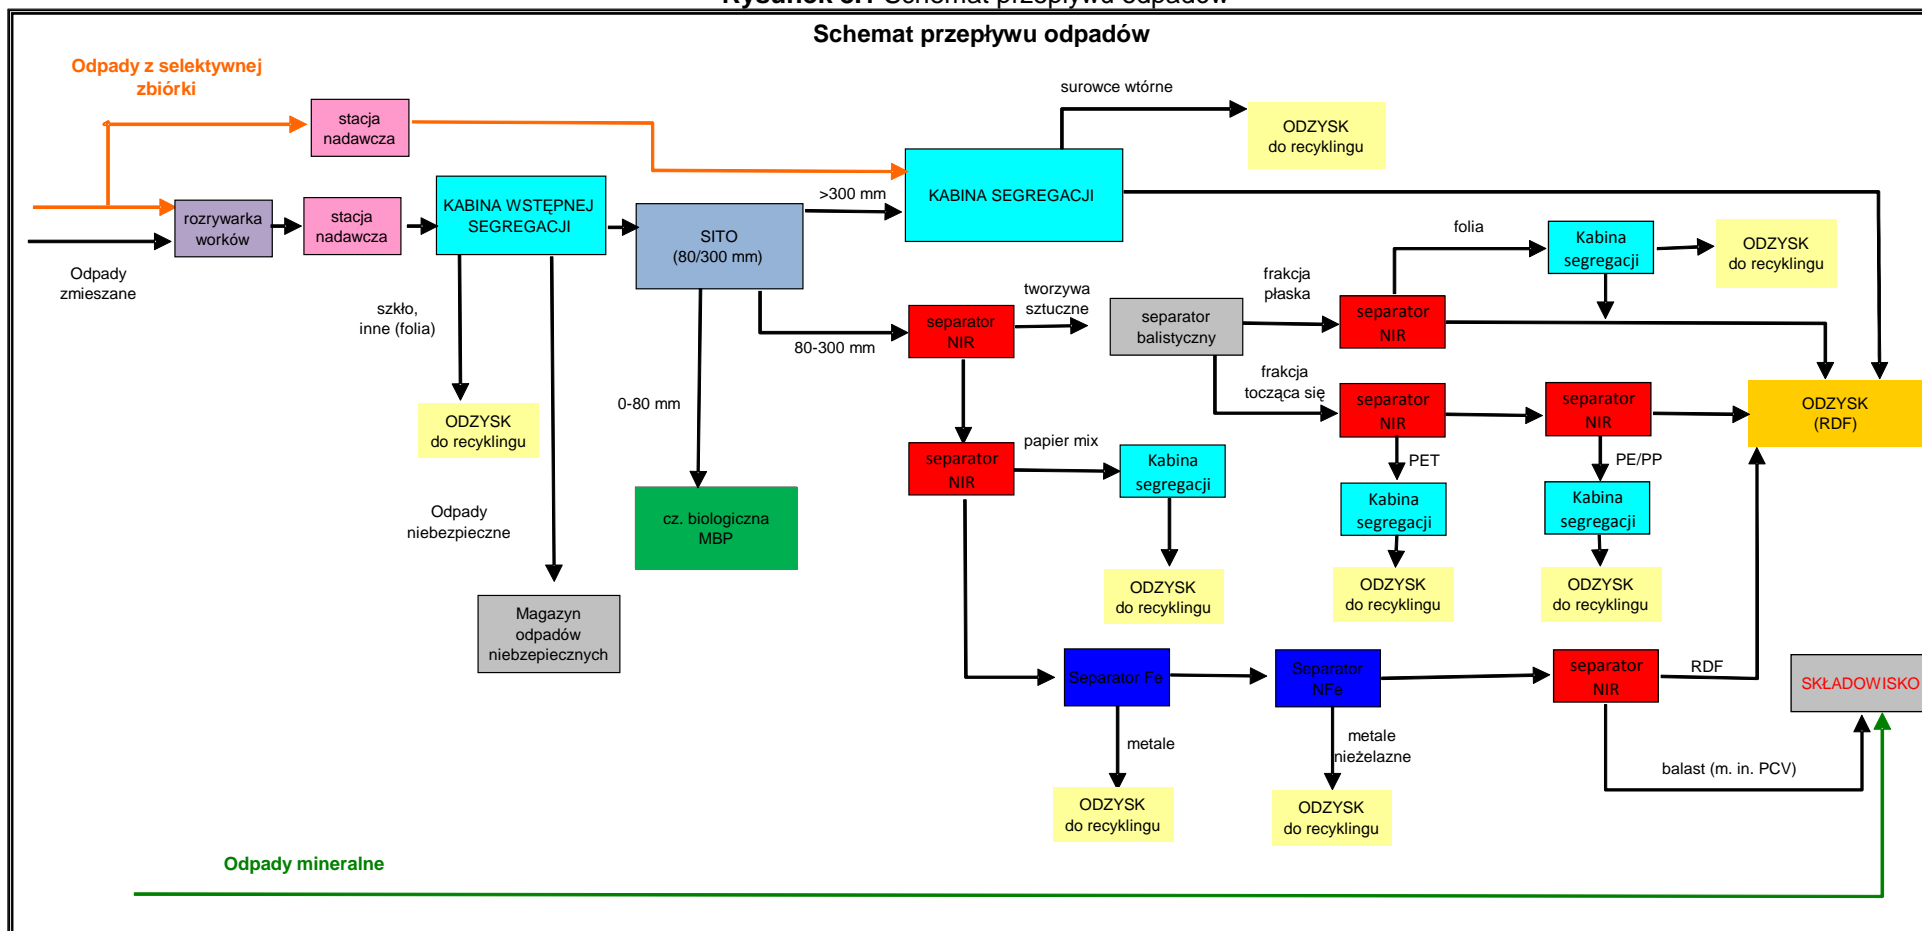 Schemat przepływu odpadów
Odpady z selektywnej
zbiórki
stacja
nadawcza
surowce wtórne
ODZYSK
do recyklingu
rozrywarka
worków
stacja
nadawcza
KABINA WSTĘPNEJ
SEGREGACJI
SITO
(80/300 mm)
>300 mm
KABINA SEGREGACJI
Odpady
zmieszane
szkło,
inne (folia)
ODZYSK
do recyklingu
Odpady
niebezpieczne
Magazyn
odpadów
niebzepiecznych
0-80 mm
cz. biologiczna
MBP
80-300 mm
separator
NIR
tworzywa
sztuczne
separator
balistyczny
frakcja
płaska
separator
NIR
folia
Kabina
segregacji
ODZYSK
do recyklingu
frakcja
tocząca się
separator
NIR
separator
NIR
ODZYSK
(RDF)
PET
PE/PP
Kabina
segregacji
Kabina
segregacji
ODZYSK
do recyklingu
ODZYSK
do recyklingu
separator
NIR
papier mix
Kabina
segregacji
ODZYSK
do recyklingu
Separator Fe
Separator
NFe
separator
NIR
RDF
SKŁADOWISKO
metale
metale
nieżelazne
balast (m. in. PCV)
ODZYSK
do recyklingu
ODZYSK
do recyklingu
Odpady mineralne